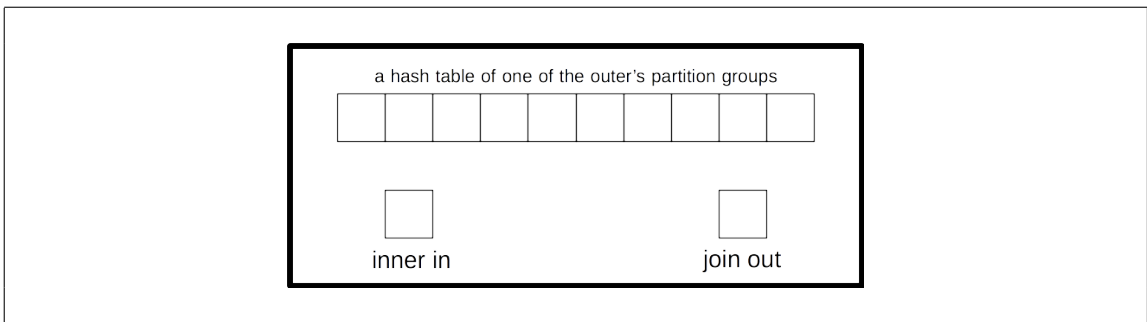 a hash table of one of the outer’s partition groups
inner in
join out